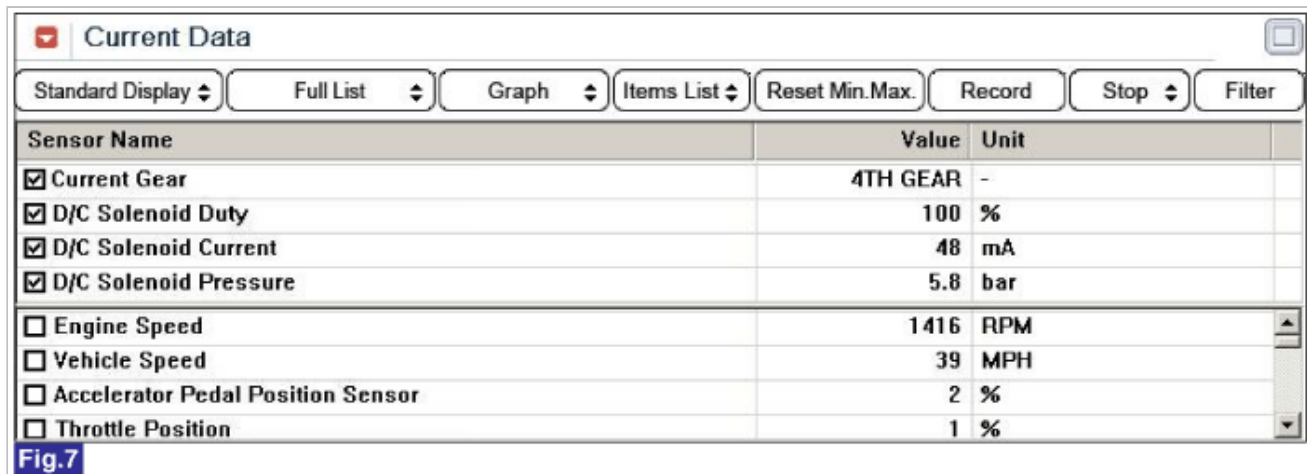 Current Data
Standard Display Full List Graph Items List Reset Min.Max. Record Stop Filter
Sensor Name Value Unit
Current Gear 4TH GEAR -
D/C Solenoid Duty 100 %
D/C Solenoid Current 48 mA
D/C Solenoid Pressure 5.8 bar
Engine Speed 1416 RPM
Vehicle Speed 39 MPH
Accelerator Pedal Position Sensor 2 %
Throttle Position 1 %
Fig.7